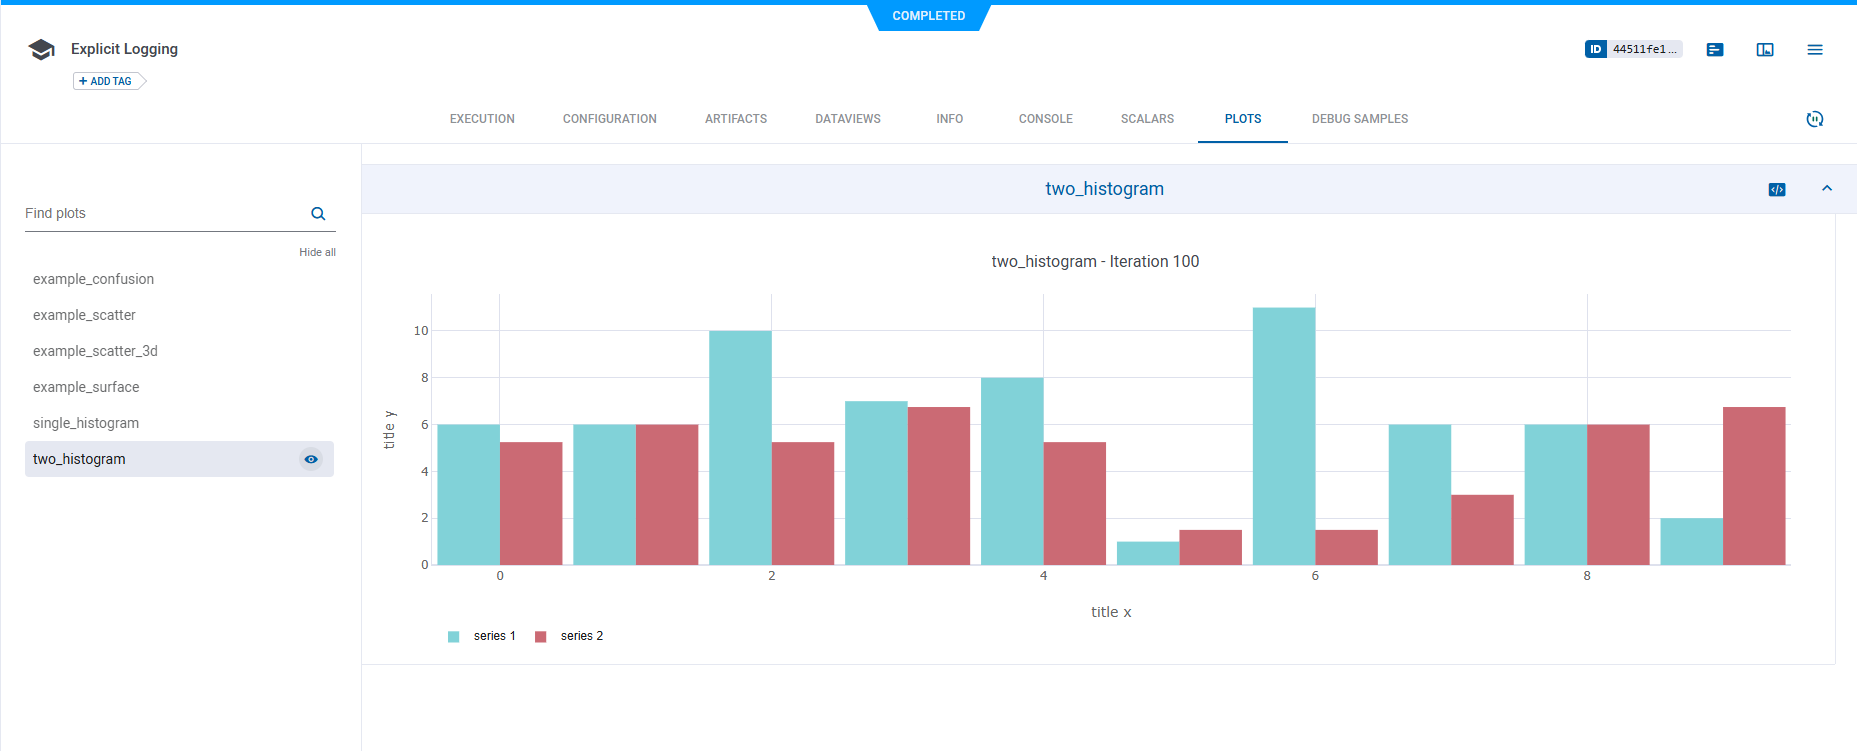 COMPLETED
Explicit Logging
ID 44511fe1...
+ ADD TAG
EXECUTION CONFIGURATION ARTIFACTS DATAVIEWS INFO CONSOLE SCALARS PLOTS DEBUG SAMPLES
Find plots
Hide all
example_confusion
example_scatter
example_scatter_3d
example_surface
single_histogram
two_histogram
two_histogram
two_histogram - Iteration 100
title y
10
8
6
4
2
0
0 2 4 6 8
title x
series 1 series 2